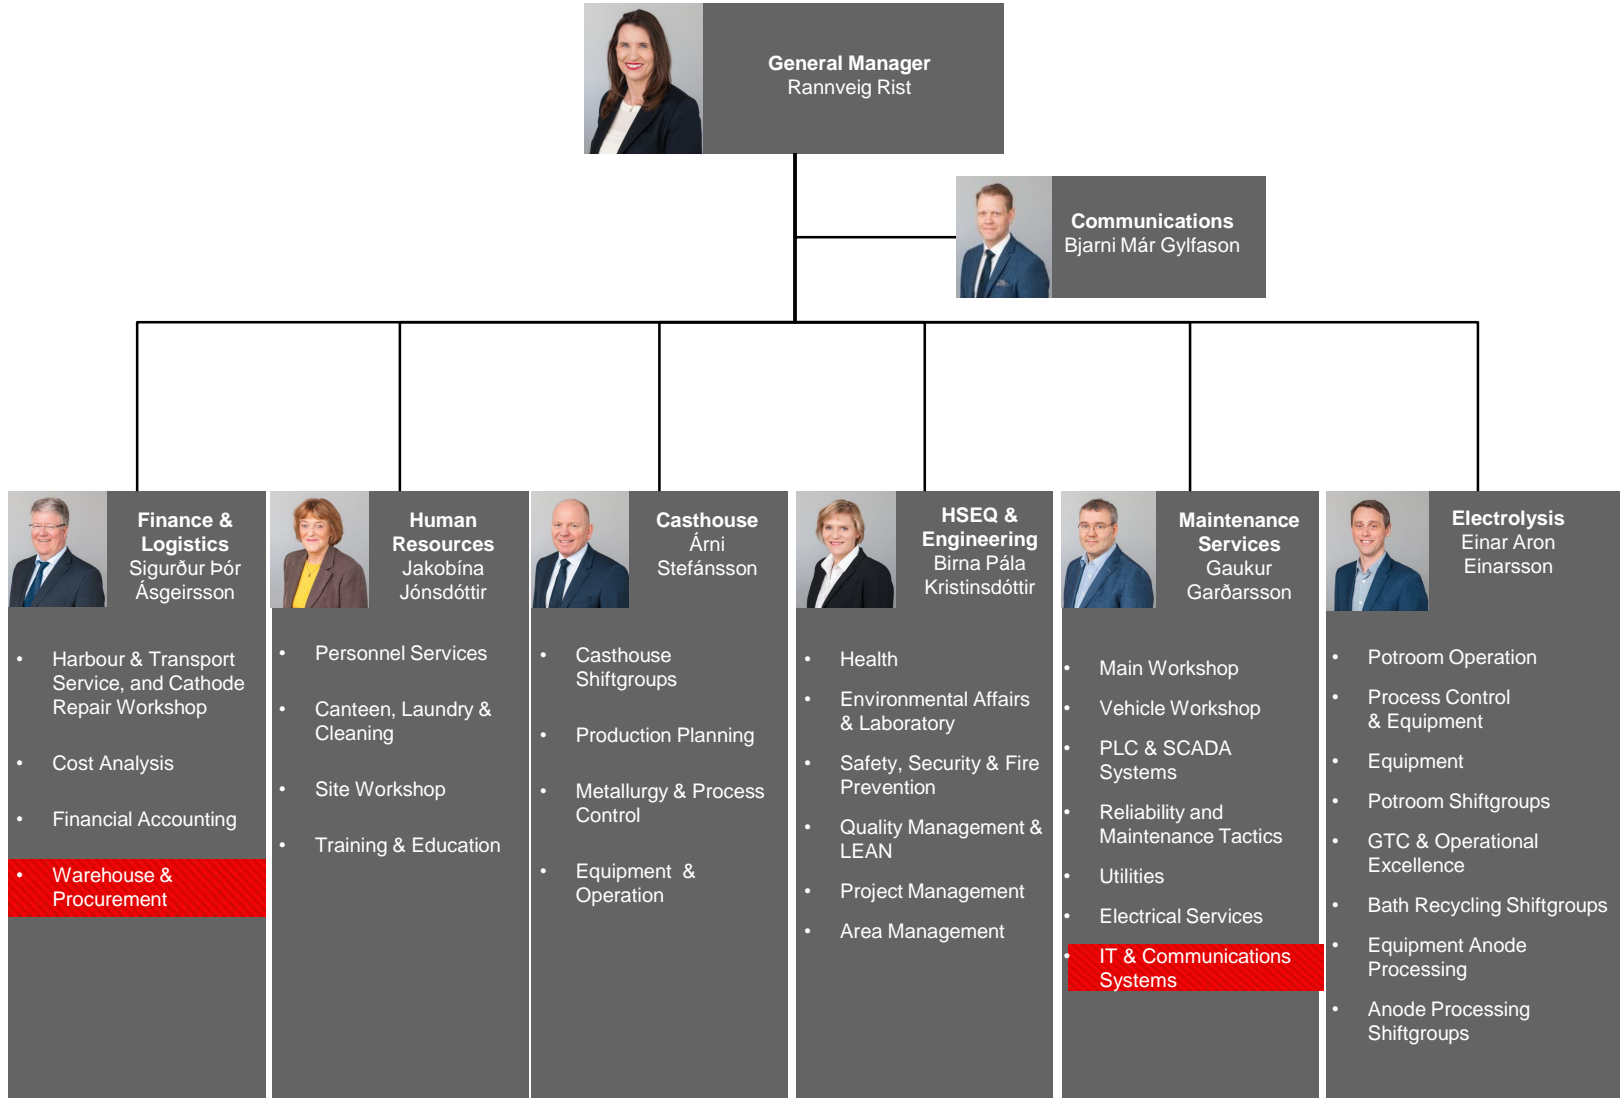 General Manager
Rannveig Rist
Communications
Bjarni Már Gylfason
Finance &
Logistics
Sigurður Þór
Ásgeirsson
• Harbour & Transport
Service, and Cathode
Repair Workshop
• Cost Analysis
• Financial Accounting
• Warehouse &
Procurement
Human
Resources
Jakobína
Jónsdóttir
• Personnel Services
• Canteen, Laundry &
Cleaning
• Site Workshop
• Training & Education
Casthouse
Árni
Stefánsson
• Casthouse
Shiftgroups
• Production Planning
• Metallurgy & Process
Control
• Equipment &
Operation
HSEQ &
Engineering
Birna Pála
Kristinsdóttir
• Health
• Environmental Affairs
& Laboratory
• Safety, Security & Fire
Prevention
• Quality Management &
LEAN
• Project Management
• Area Management
Maintenance
Services
Gaukur
Garðarsson
• Main Workshop
• Vehicle Workshop
• PLC & SCADA
Systems
• Reliability and
Maintenance Tactics
• Utilities
• Electrical Services
• IT & Communications
Systems
Electrolysis
Einar Aron
Einarsson
• Potroom Operation
• Process Control
& Equipment
• Equipment
• Potroom Shiftgroups
• GTC & Operational
Excellence
• Bath Recycling Shiftgroups
• Equipment Anode
Processing
• Anode Processing
Shiftgroups